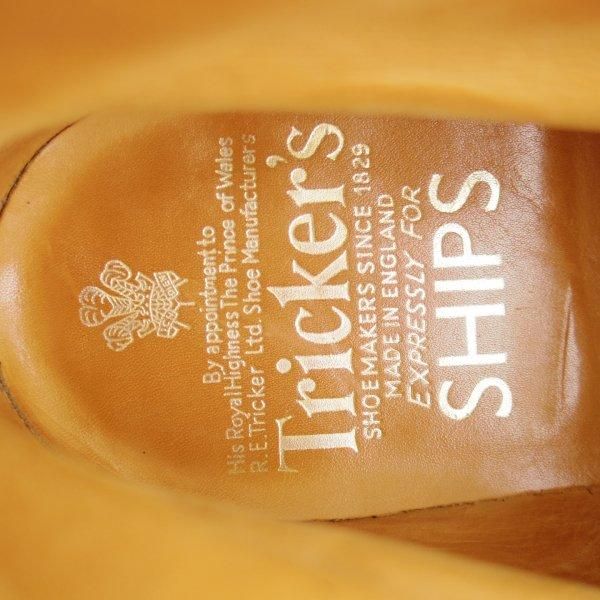 By appointment to
His Royal Highness The Prince of Wales
R.E.Tricker Ltd. Shoe Manufacturers
Tricker's
SHOEMAKERS SINCE 1829
MADE IN ENGLAND
EXPRESSLY FOR
SHIPS